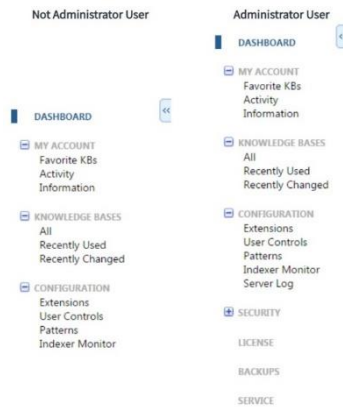 Not Administrator User
DASHBOARD
MY ACCOUNT
Favorite KBs
Activity
Information
KNOWLEDGE BASES
All
Recently Used
Recently Changed
CONFIGURATION
Extensions
User Controls
Patterns
Indexer Monitor
Administrator User
DASHBOARD
MY ACCOUNT
Favorite KBs
Activity
Information
KNOWLEDGE BASES
All
Recently Used
Recently Changed
CONFIGURATION
Extensions
User Controls
Patterns
Indexer Monitor
Server Log
SECURITY
LICENSE
BACKUPS
SERVICE